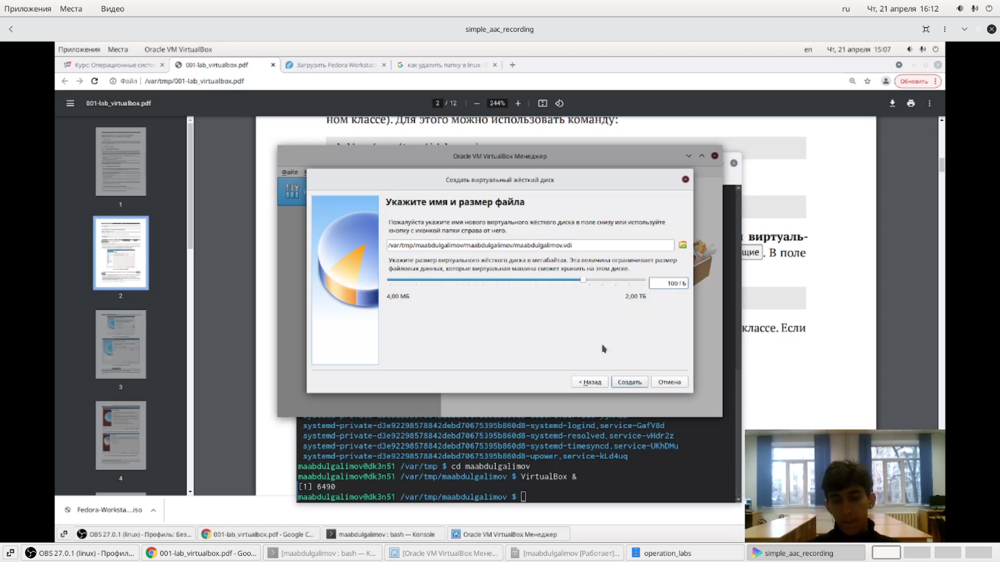 Приложения Места Видео ru Чт, 21 апреля 16:12
simple_aac_recording
Приложения Места Oracle VM VirtualBox en Чт, 21 апреля 15:07
Курс: Операционные систе 001-lab_virtualbox.pdf Загрузить Fedora Workstat как удалить папку в linux -
Файл /var/tmp/001-lab_virtualbox.pdf Обновить
001-lab_virtualbox.pdf 2 / 12 244%
ном классе). Для этого можно использовать команду:
Oracle VM VirtualBox Менеджер
Файл
Создать виртуальный жёсткий диск
Укажите имя и размер файла
Пожалуйста укажите имя нового виртуального жёсткого диска в поле снизу или используйте
кнопку с иконкой папки справа от него.
/var/tmp/maabdulgalimov/maabdulgalimov/maabdulgalimov.vdi
Укажите размер виртуального жёсткого диска в мегабайтах. Эта величина ограничивает размер
файловых данных, которые виртуальная машина сможет хранить на этом диске.
100 ГБ
4,00 МБ 2,00 ТБ
< Назад Создать Отмена
виртуаль-
щие . В поле
классе. Если
1
2
3
4
systemd-private-d3e92298578842debd70675395b860d8-systemd-logind.service-GafV8d
systemd-private-d3e92298578842debd70675395b860d8-systemd-resolved.service-vHdr2z
systemd-private-d3e92298578842debd70675395b860d8-systemd-timesyncd.service-UKhDMu
systemd-private-d3e92298578842debd70675395b860d8-upower.service-kLd4uq
maabdulgalimov@dk3n51 /var/tmp $ cd maabdulgalimov
maabdulgalimov@dk3n51 /var/tmp/maabdulgalimov $ VirtualBox &
[1] 6490
maabdulgalimov@dk3n51 /var/tmp/maabdulgalimov $
Fedora-Worksta....iso
OBS 27.0.1 (linux) - Профиль: Без... 001-lab_virtualbox.pdf - Google C... maabdulgalimov : bash — Konsole Oracle VM VirtualBox Менеджер
OBS 27.0.1 (linux) - Профил... 001-lab_virtualbox.pdf - Goo... [maabdulgalimov : bash — K... [Oracle VM VirtualBox Мене... [maabdulgalimov [Работает]... operation_labs simple_aac_recording